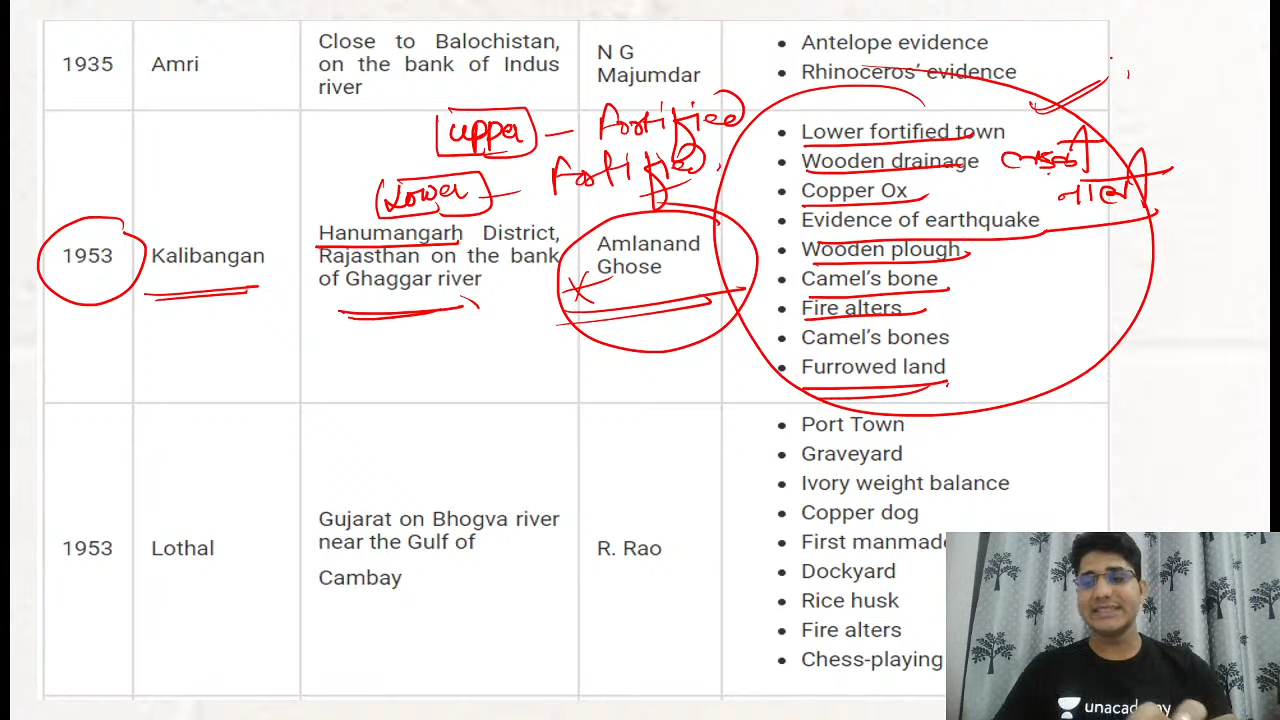 1935
Amri
Close to Balochistan,
on the bank of Indus
river
N G
Majumdar
Antelope evidence
Rhinoceros’ evidence
upper — fortified
Lower — fortified
1953
Kalibangan
Hanumangarh District,
Rajasthan on the bank
of Ghaggar river
Amlanand
Ghose
Lower fortified town
Wooden drainage
Copper Ox
Evidence of earthquake
Wooden plough
Camel’s bone
Fire alters
Camel’s bones
Furrowed land
1953
Lothal
Gujarat on Bhogva river
near the Gulf of
Cambay
R. Rao
Port Town
Graveyard
Ivory weight balance
Copper dog
First manmade
Dockyard
Rice husk
Fire alters
Chess-playing
unacademy